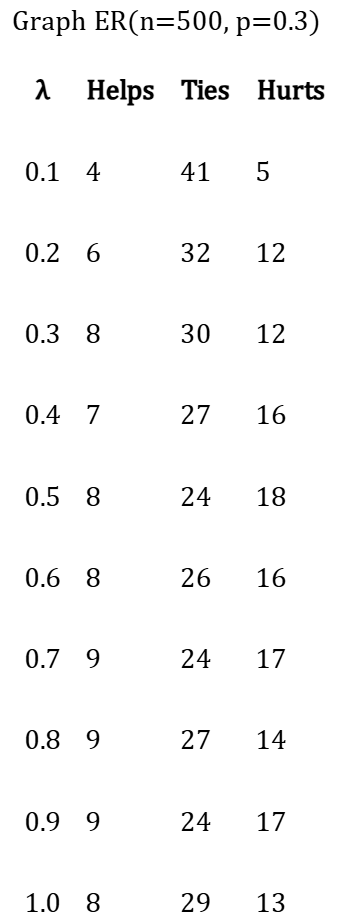 Graph ER(n=500, p=0.3)
λ Helps Ties Hurts
0.1 4 41 5
0.2 6 32 12
0.3 8 30 12
0.4 7 27 16
0.5 8 24 18
0.6 8 26 16
0.7 9 24 17
0.8 9 27 14
0.9 9 24 17
1.0 8 29 13